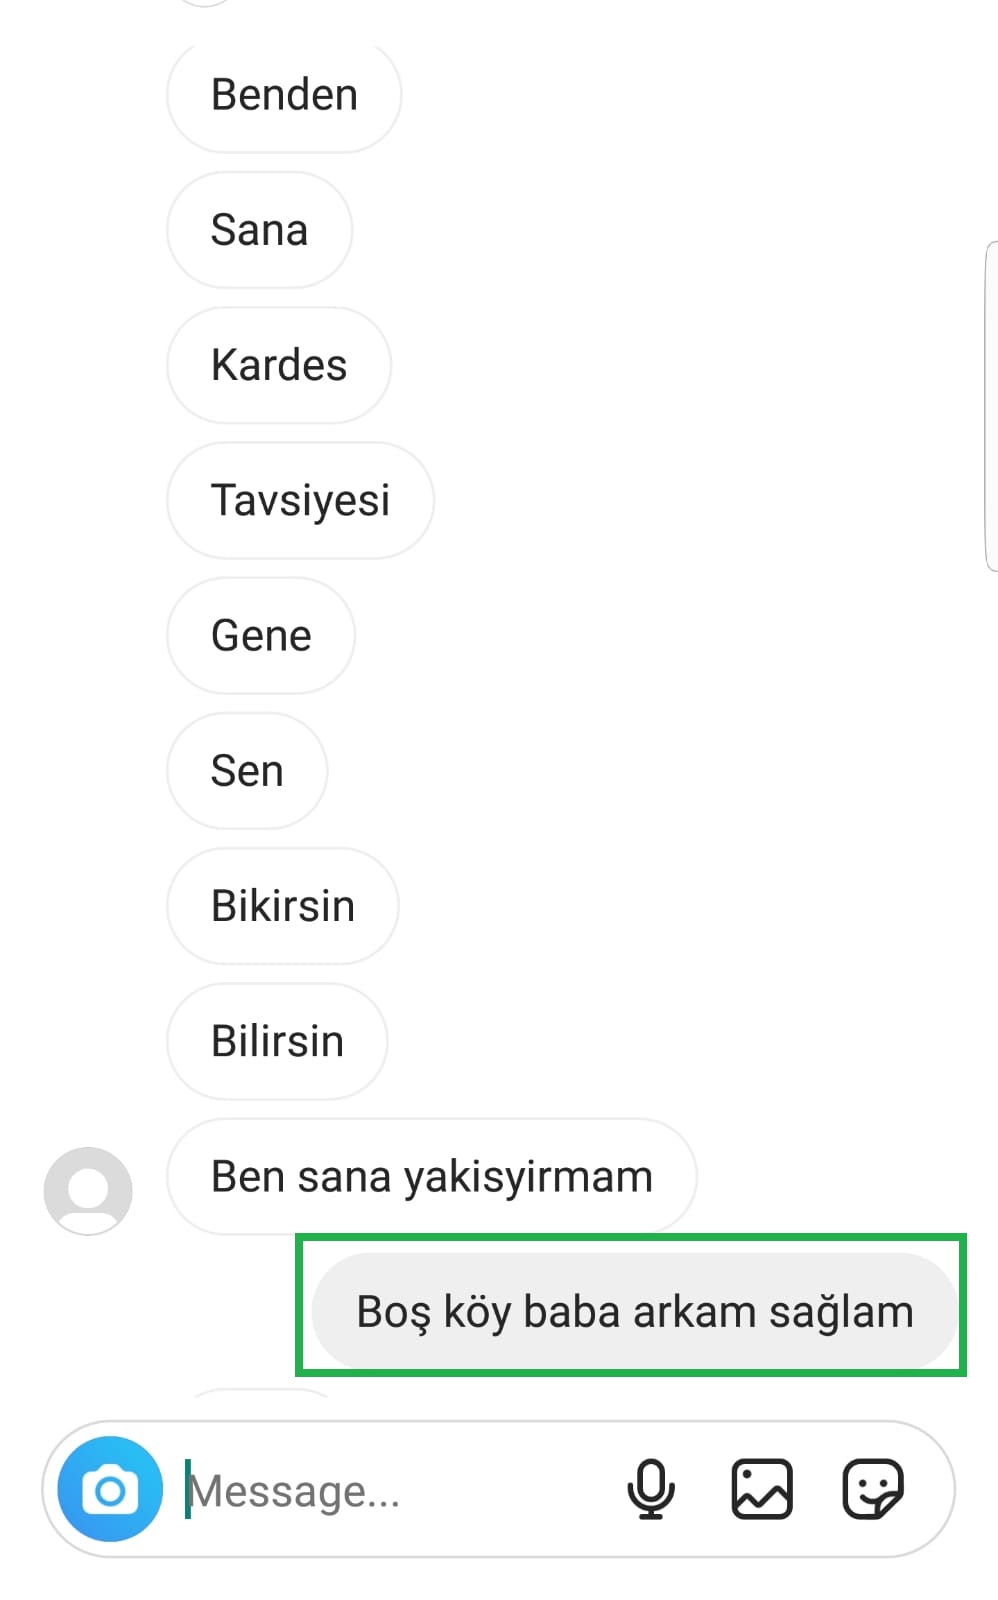 Benden
Sana
Kardes
Tavsiyesi
Gene
Sen
Bikirsin
Bilirsin
Ben sana yakisyirmam
Boş köy baba arkam sağlam
Message...